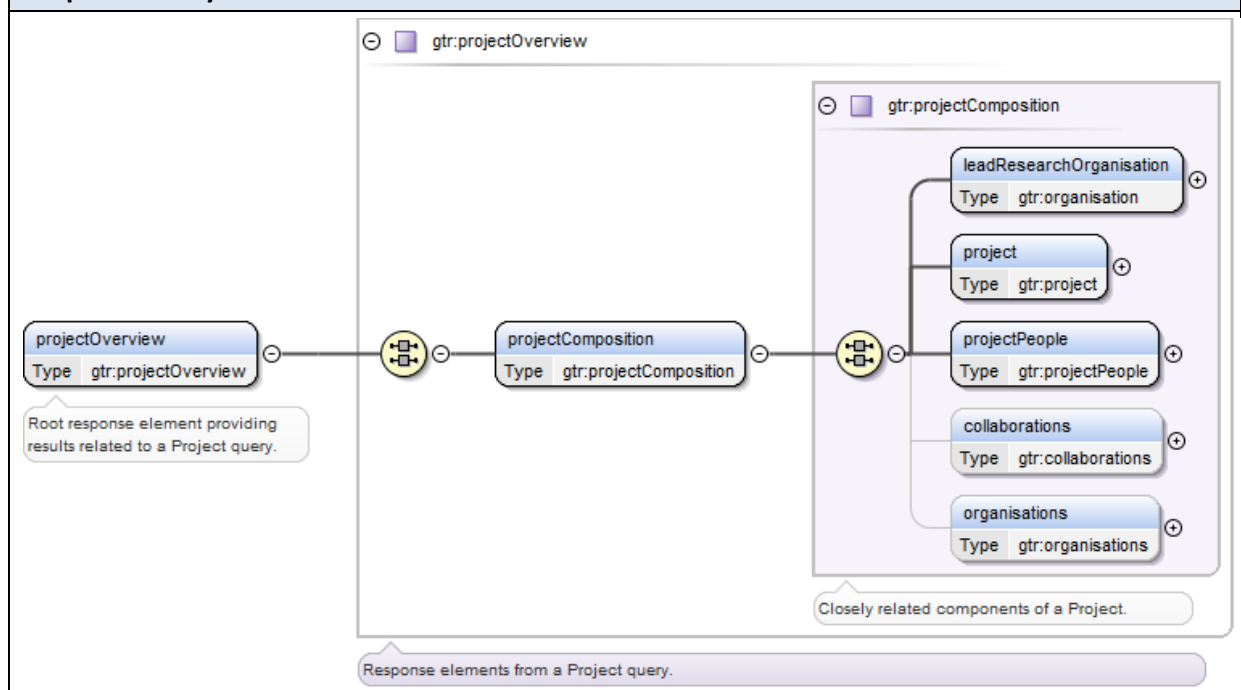 gtr:projectOverview
gtr:projectComposition
leadResearchOrganisation
Type gtr:organisation
project
Type gtr:project
projectOverview
Type gtr:projectOverview
projectComposition
Type gtr:projectComposition
projectPeople
Type gtr:projectPeople
Root response element providing
results related to a Project query.
collaborations
Type gtr:collaborations
organisations
Type gtr:organisations
Closely related components of a Project.
Response elements from a Project query.